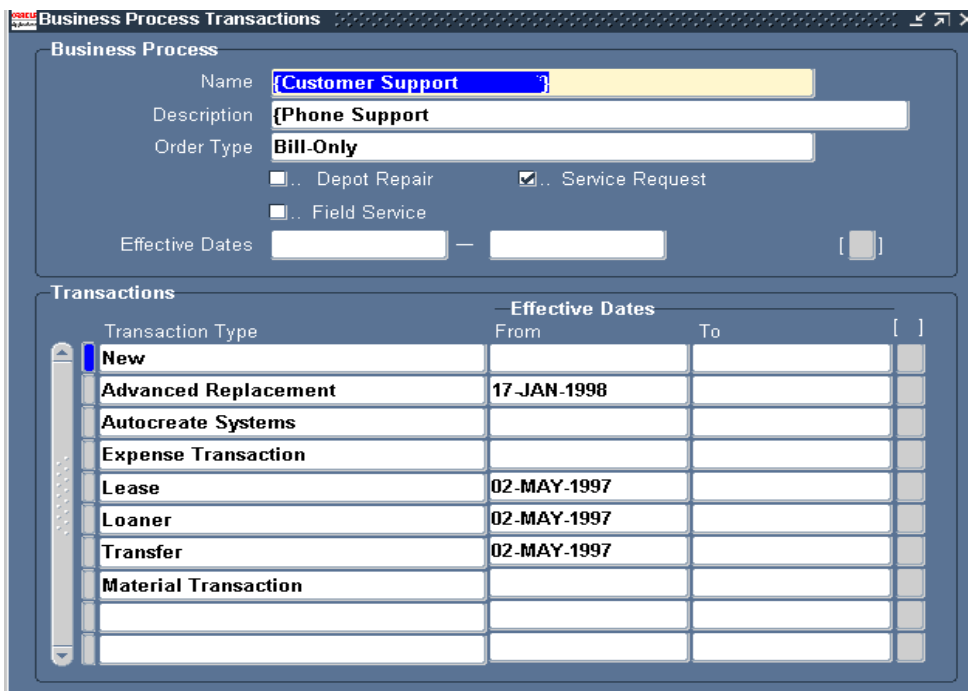 ORACLE
Business Process Transactions
Business Process
Name {Customer Support }
Description {Phone Support
Order Type Bill-Only
.. Depot Repair .. Service Request
.. Field Service
Effective Dates — [ ]
Transactions
Effective Dates
Transaction Type From To [ ]
New
Advanced Replacement 17-JAN-1998
Autocreate Systems
Expense Transaction
Lease 02-MAY-1997
Loaner 02-MAY-1997
Transfer 02-MAY-1997
Material Transaction